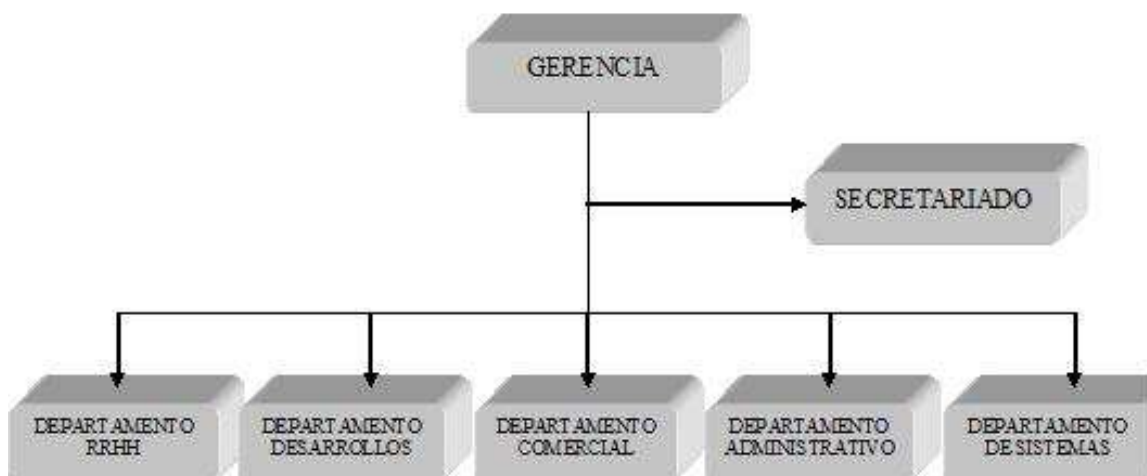 GERENCIA
SECRETARIADO
DEPARTAMENTO
RRHH
DEPARTAMENTO
DESARROLLOS
DEPARTAMENTO
COMERCIAL
DEPARTAMENTO
ADMINISTRATIVO
DEPARTAMENTO
DE SISTEMAS